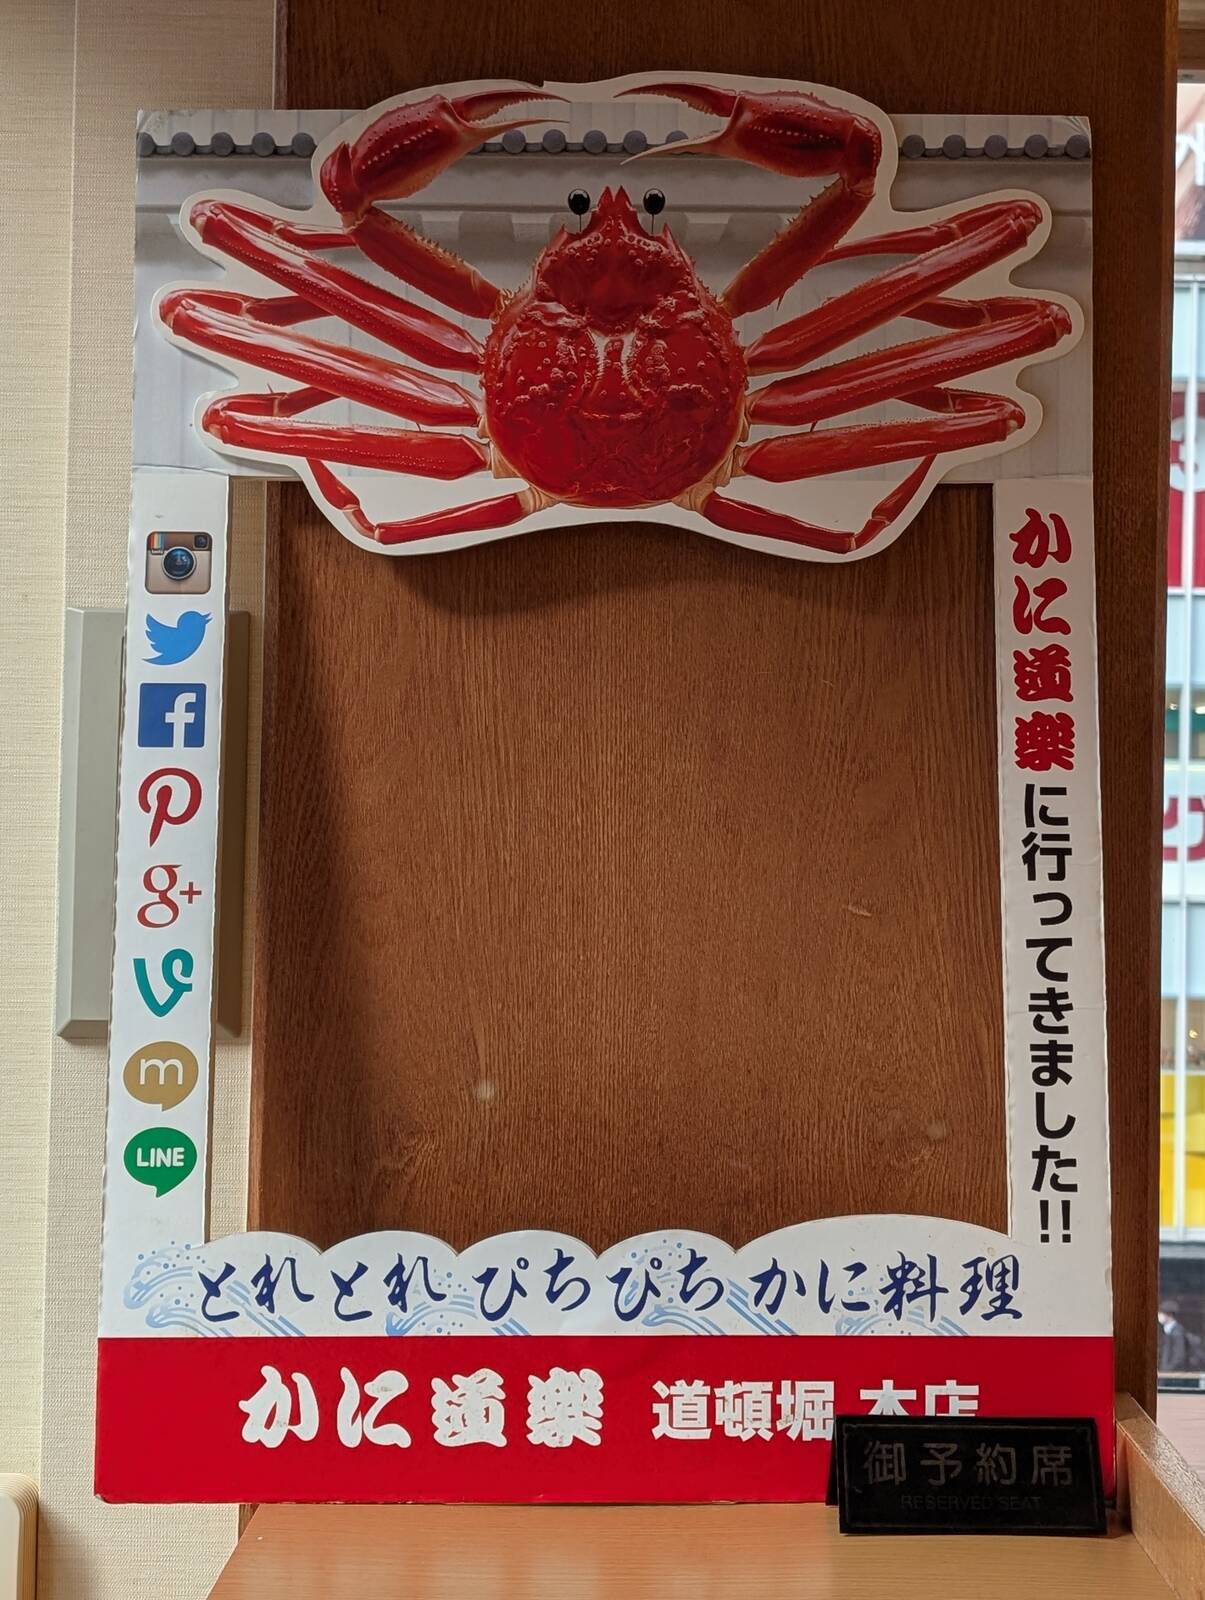 かに道楽に行ってきました!!
LINE
とれとれぴちぴちかに料理
かに道楽 道頓堀 本店
御予約席
RESERVED SEAT